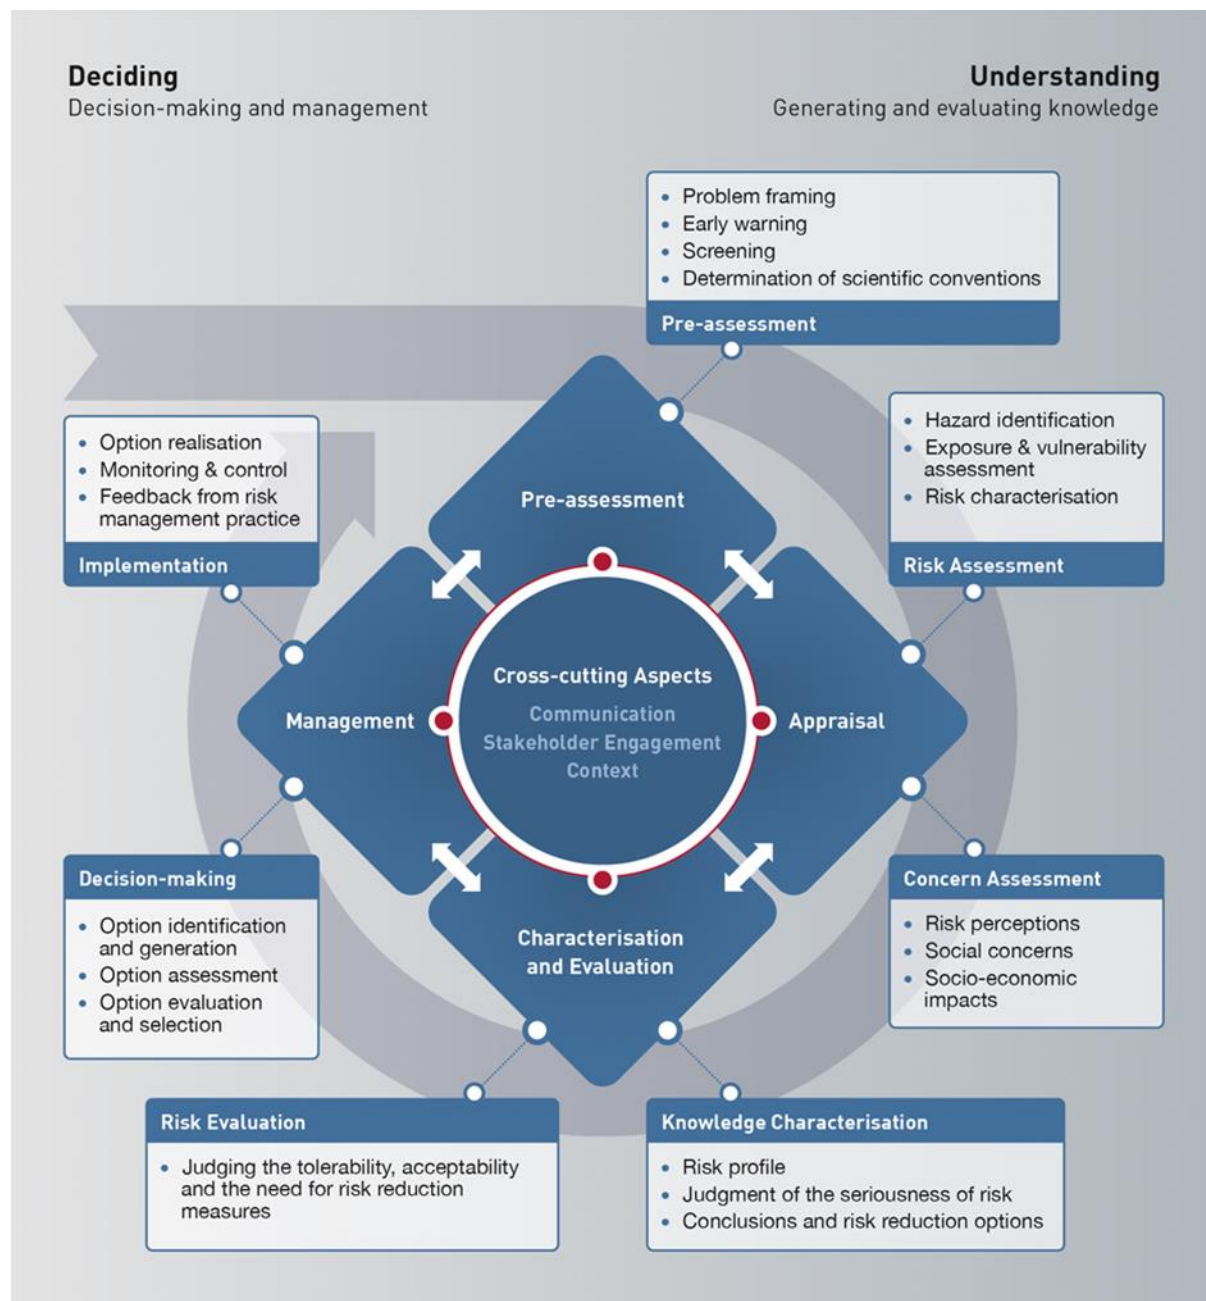 Deciding
Decision-making and management
Understanding
Generating and evaluating knowledge
• Problem framing
• Early warning
• Screening
• Determination of scientific conventions
Pre-assessment
• Option realisation
• Monitoring & control
• Feedback from risk
management practice
Implementation
• Hazard identification
• Exposure & vulnerability
assessment
• Risk characterisation
Risk Assessment
Pre-assessment
Cross-cutting Aspects
Communication
Stakeholder Engagement
Context
Management
Appraisal
Characterisation
and Evaluation
Decision-making
• Option identification
and generation
• Option assessment
• Option evaluation
and selection
Concern Assessment
• Risk perceptions
• Social concerns
• Socio-economic
impacts
Risk Evaluation
• Judging the tolerability, acceptability
and the need for risk reduction
measures
Knowledge Characterisation
• Risk profile
• Judgment of the seriousness of risk
• Conclusions and risk reduction options